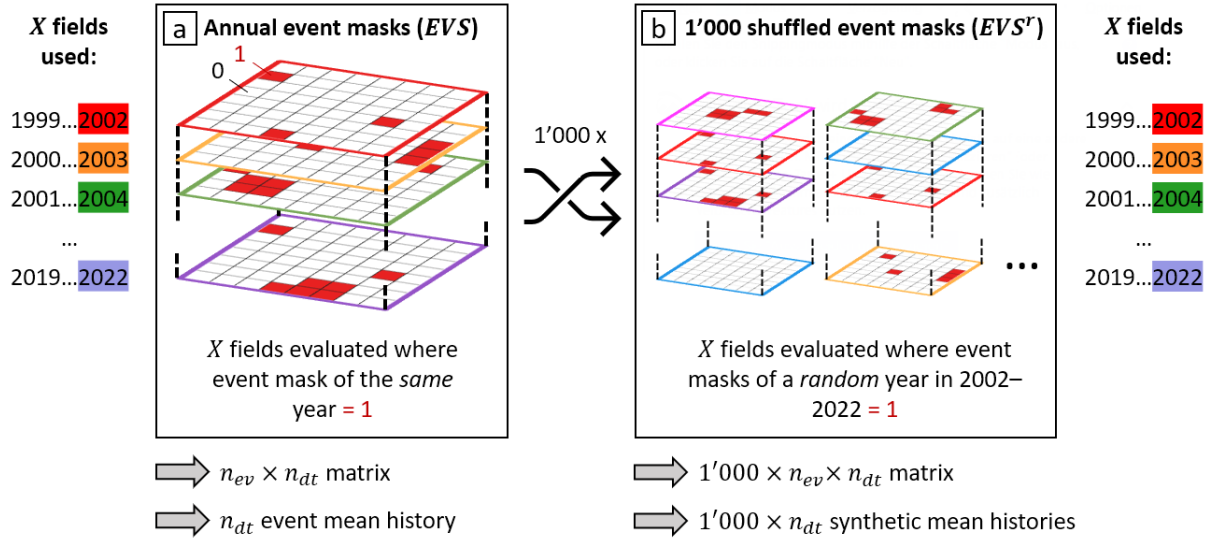 X fields
used:
1999...2002
2000...2003
2001...2004
...
2019...2022
a Annual event masks (EVS)
1
0
X fields evaluated where
event mask of the same
year = 1
n_ev × n_dt matrix
n_dt event mean history
1'000 x
b 1'000 shuffled event masks (EVS^r)
...
X fields evaluated where event
masks of a random year in 2002–
2022 = 1
1'000 × n_ev × n_dt matrix
1'000 × n_dt synthetic mean histories
X fields
used:
1999...2002
2000...2003
2001...2004
...
2019...2022